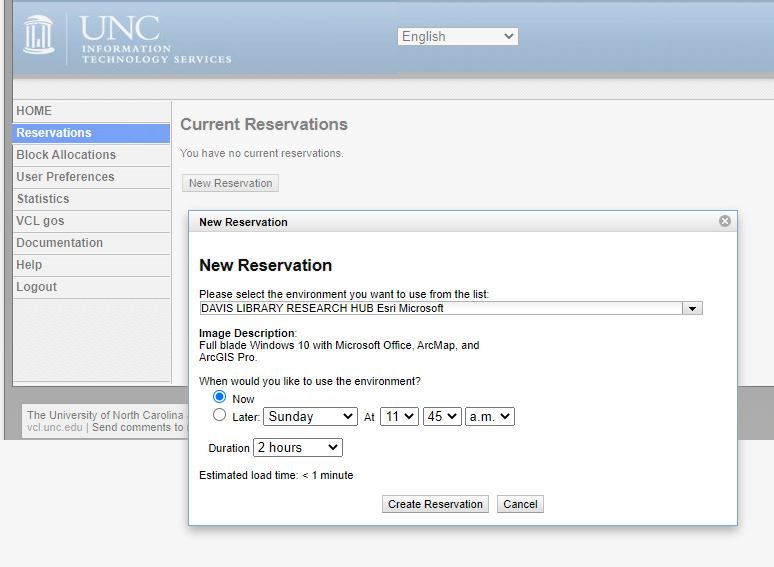 UNC
INFORMATION
TECHNOLOGY SERVICES
English
HOME
Reservations
Block Allocations
User Preferences
Statistics
VCL gos
Documentation
Help
Logout
Current Reservations
You have no current reservations.
New Reservation
New Reservation
New Reservation
Please select the environment you want to use from the list:
DAVIS LIBRARY RESEARCH HUB Esri Microsoft
Image Description:
Full blade Windows 10 with Microsoft Office, ArcMap, and
ArcGIS Pro.
When would you like to use the environment?
Now
Later: Sunday At 11 45 a.m.
Duration 2 hours
Estimated load time: < 1 minute
Create Reservation Cancel
The University of North Carolina
vcl.unc.edu | Send comments to